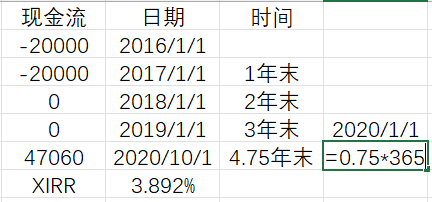 现金流 日期 时间
-20000 2016/1/1
-20000 2017/1/1 1年末
0 2018/1/1 2年末
0 2019/1/1 3年末 2020/1/1
47060 2020/10/1 4.75年末 =0.75*365
XIRR 3.892%